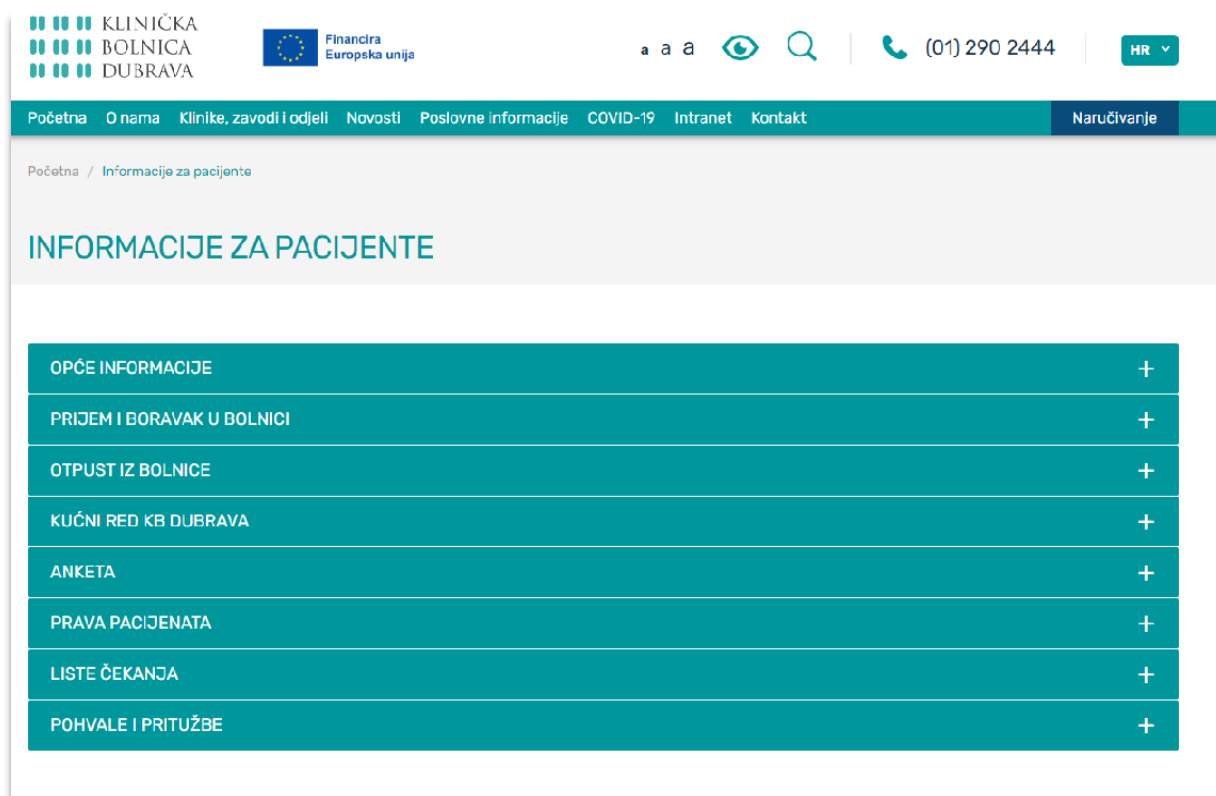 KLINIČKA
BOLNICA
DUBRAVA
Financira
Europska unija
a a a
(01) 290 2444
HR
Početna O nama Klinike, zavodi i odjeli Novosti Poslovne informacije COVID-19 Intranet Kontakt Naručivanje
Početna / Informacije za pacijente
INFORMACIJE ZA PACIJENTE
OPĆE INFORMACIJE +
PRIJEM I BORAVAK U BOLNICI +
OTPUST IZ BOLNICE +
KUĆNI RED KB DUBRAVA +
ANKETA +
PRAVA PACIJENATA +
LISTE ČEKANJA +
POHVALE I PRITUŽBE +